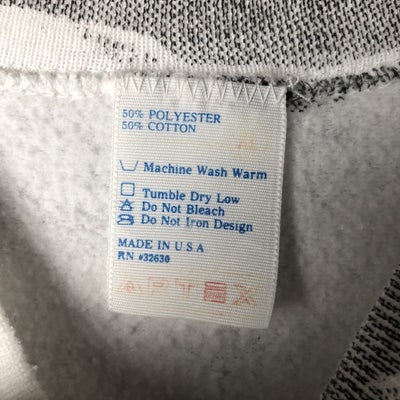 50% POLYESTER
50% COTTON
Machine Wash Warm
Tumble Dry Low
Do Not Bleach
Do Not Iron Design
MADE IN U S A
RN #32630
ARTEX